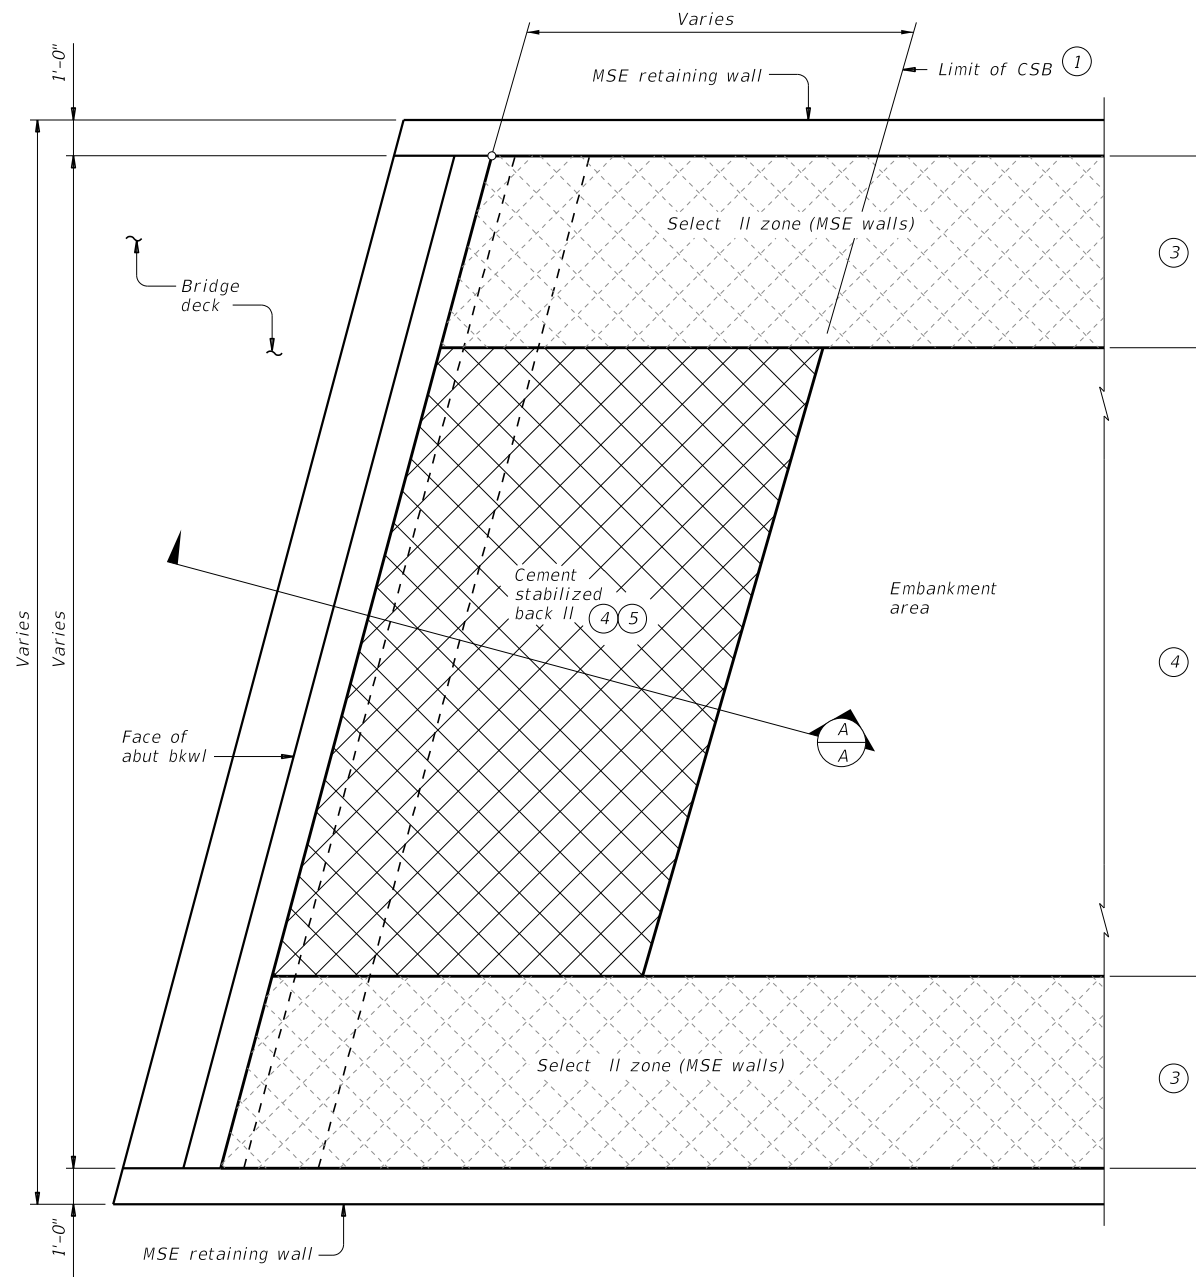 Varies
1'-0"
MSE retaining wall
Limit of CSB 1
Select ll zone (MSE walls)
3
Bridge
deck
Cement
stabilized
back ll 4 5
Embankment
area
Varies
Varies
4
A
A
Face of
abut bkwl
Select ll zone (MSE walls)
3
1'-0"
MSE retaining wall